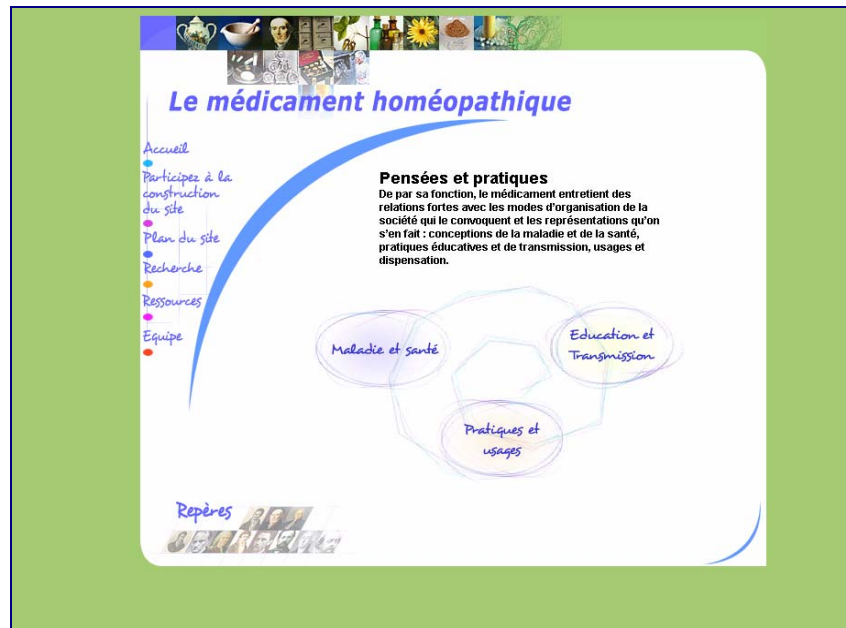 Le médicament homéopathique
Accueil
Participez à la
construction
du site
Plan du site
Recherche
Ressources
Equipe
Pensées et pratiques
De par sa fonction, le médicament entretient des
relations fortes avec les modes d'organisation de la
société qui le convoquent et les représentations qu'on
s'en fait : conceptions de la maladie et de la santé,
pratiques éducatives et de transmission, usages et
dispensation.
Maladie et santé
Education et
Transmission
Pratiques et
usages
Repères